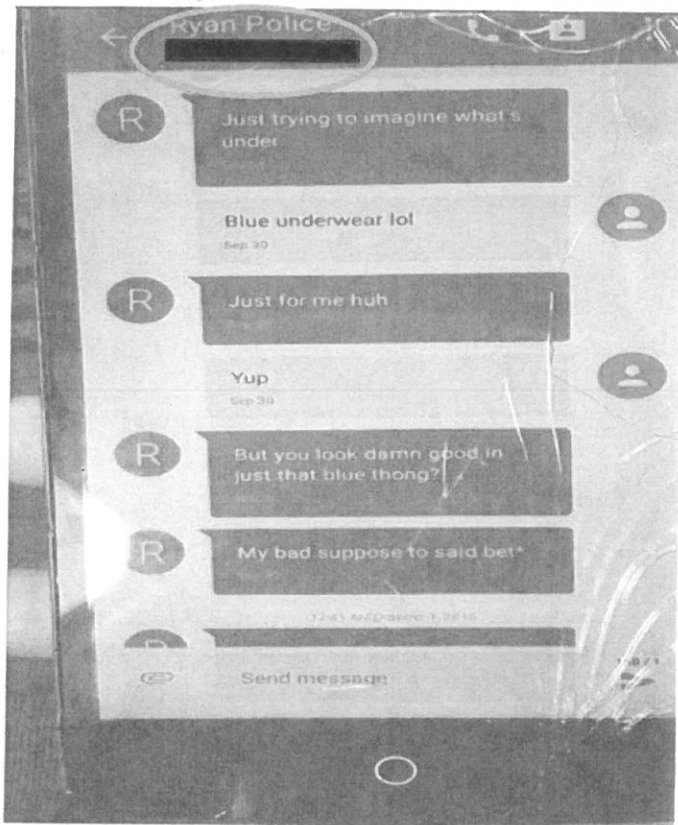 Ryan Police
R
Just trying to imagine what's
under
Blue underwear lol
Sep 30
R
Just for me huh
Yup
Sep 30
R
But you look damn good in
just that blue thong?
R
My bad suppose to said bet*
R
Send message